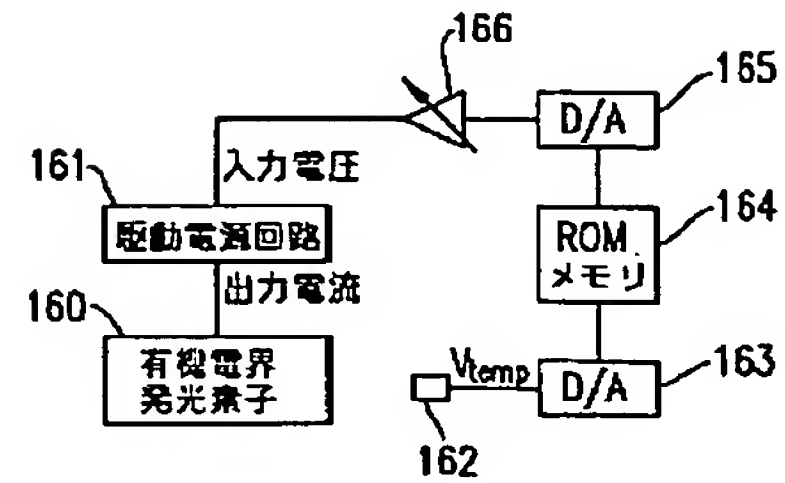 166
165
D/A
161
入力電圧
164
駆動電源回路
ROM
メモリ
出力電流
160
163
有機電界
発光素子
Vtemp
D/A
162